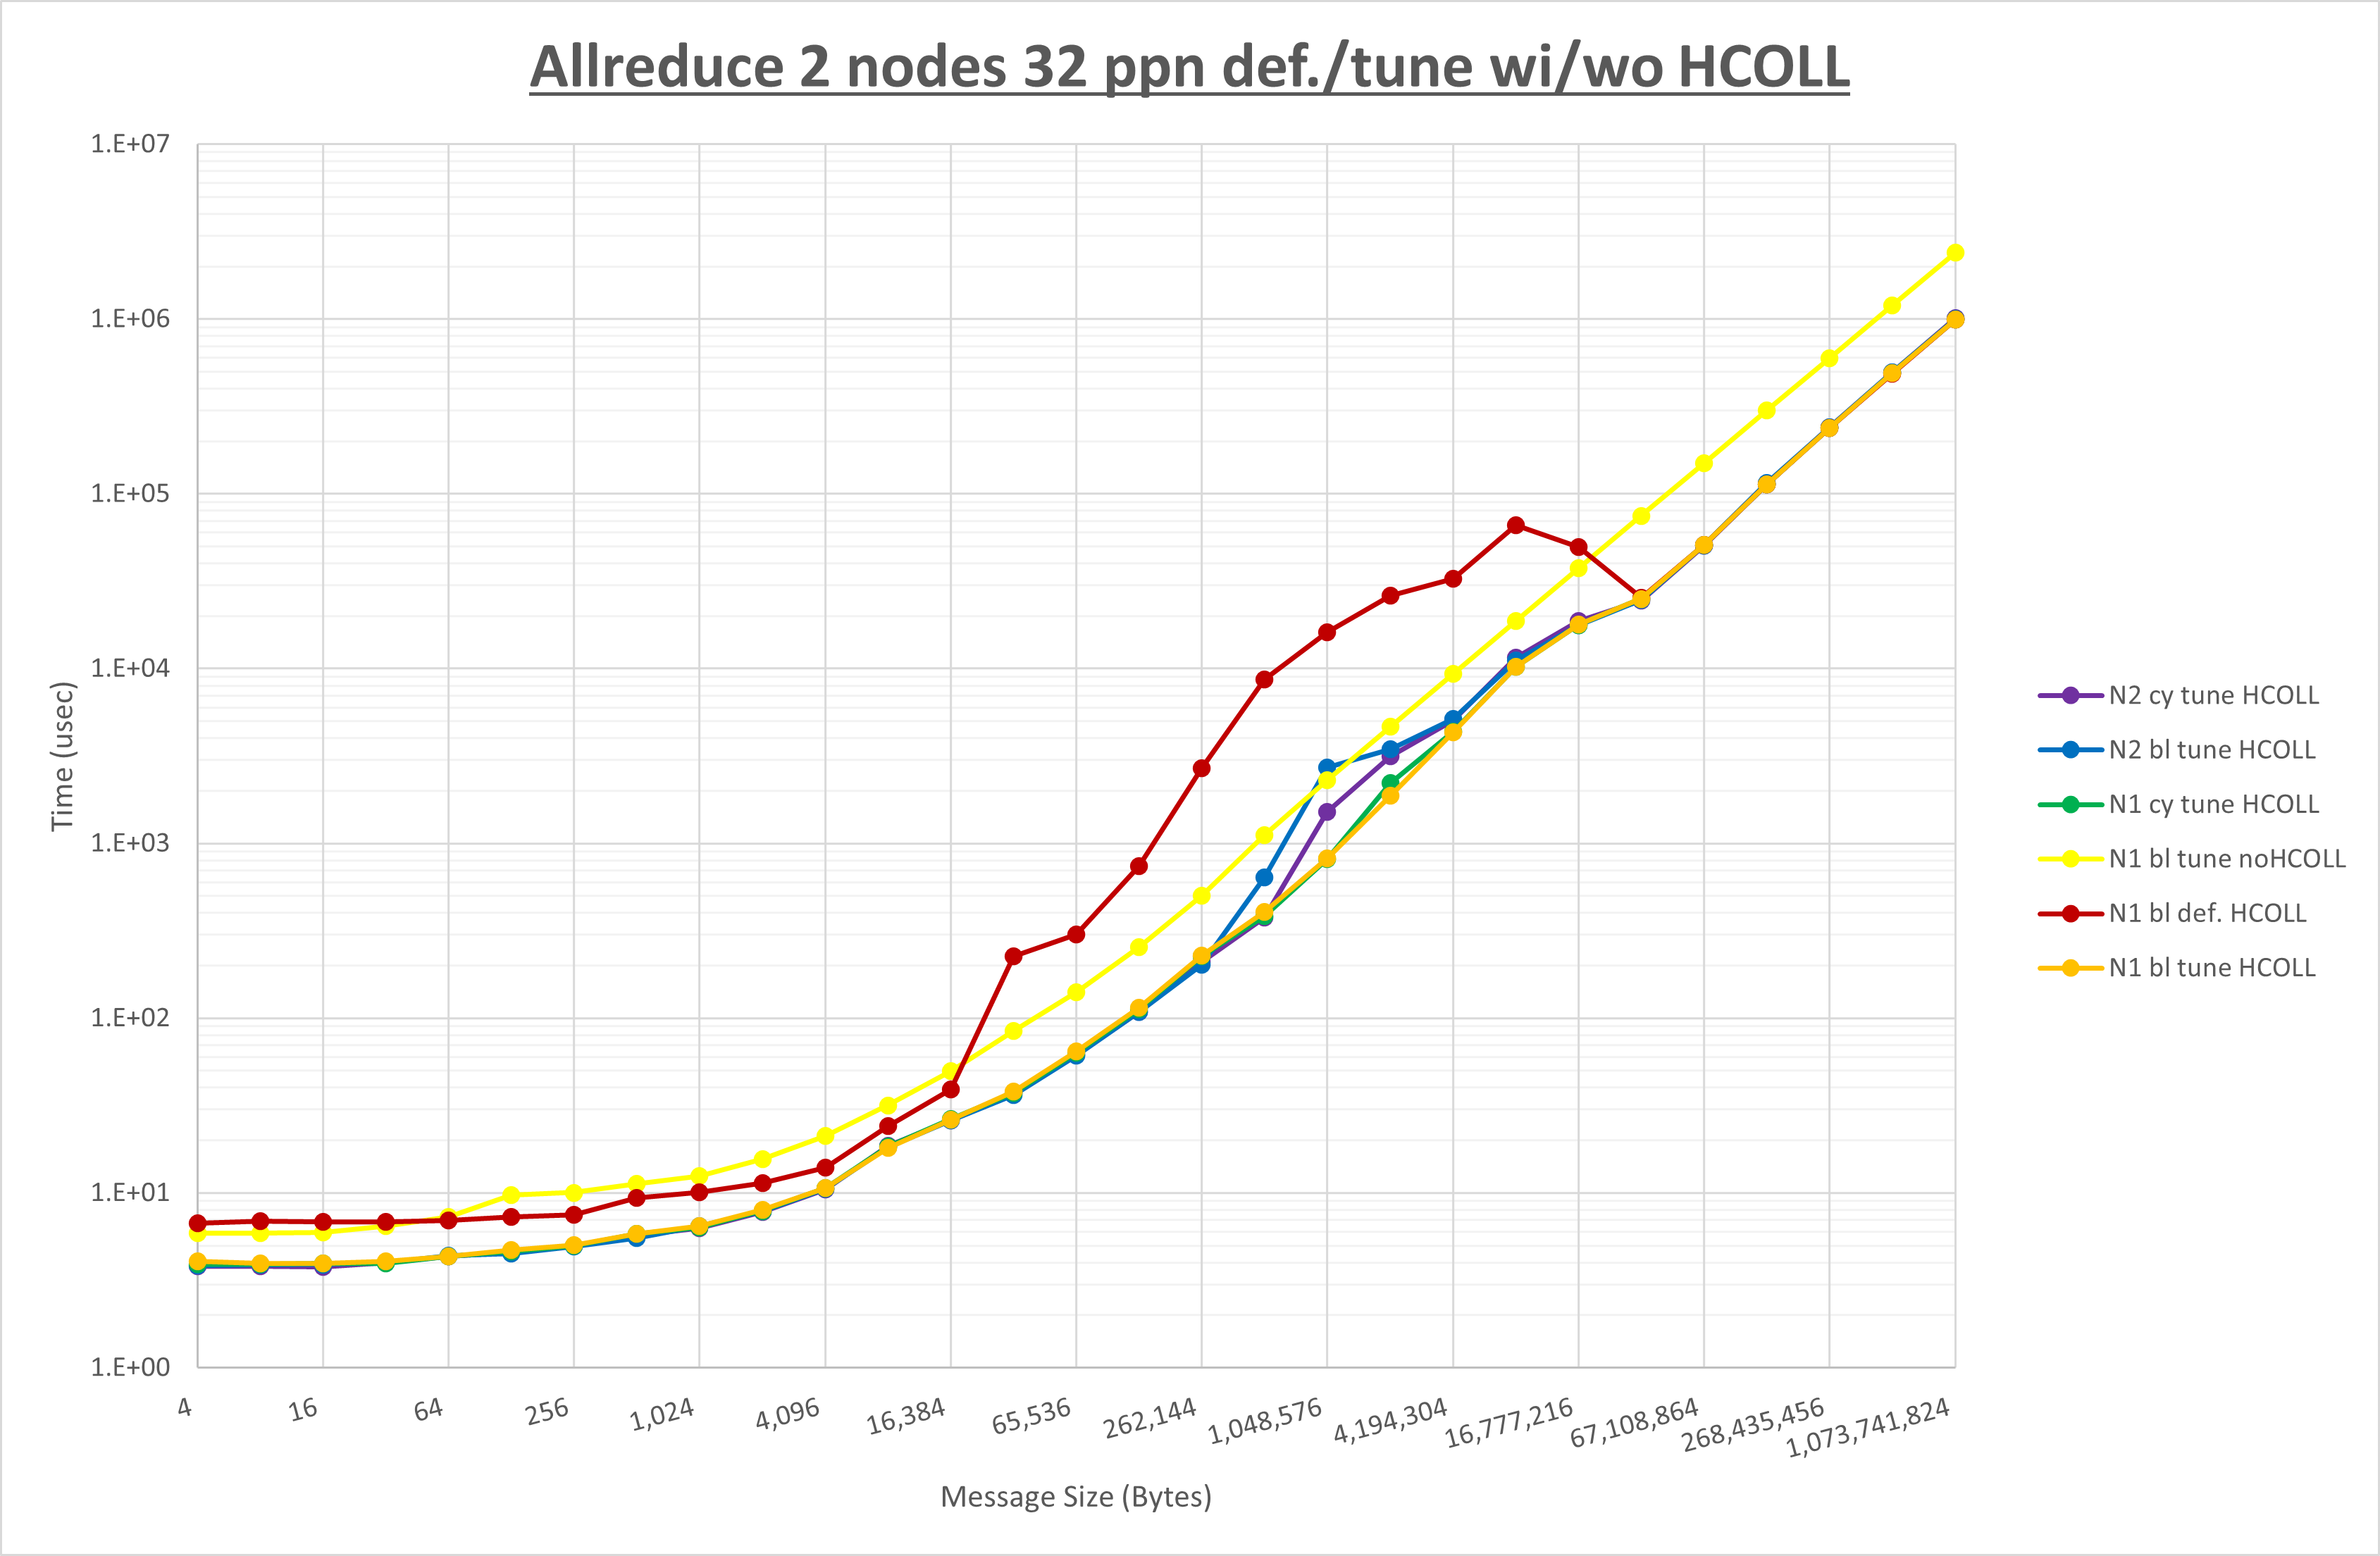 Allreduce 2 nodes 32 ppn def./tune wi/wo HCOLL
1.E+07
1.E+06
1.E+05
1.E+04
1.E+03
1.E+02
1.E+01
1.E+00
Time (usec)
4
16
64
256
1,024
4,096
16,384
65,536
262,144
1,048,576
4,194,304
16,777,216
67,108,864
268,435,456
1,073,741,824
Message Size (Bytes)
N2 cy tune HCOLL
N2 bl tune HCOLL
N1 cy tune HCOLL
N1 bl tune noHCOLL
N1 bl def. HCOLL
N1 bl tune HCOLL